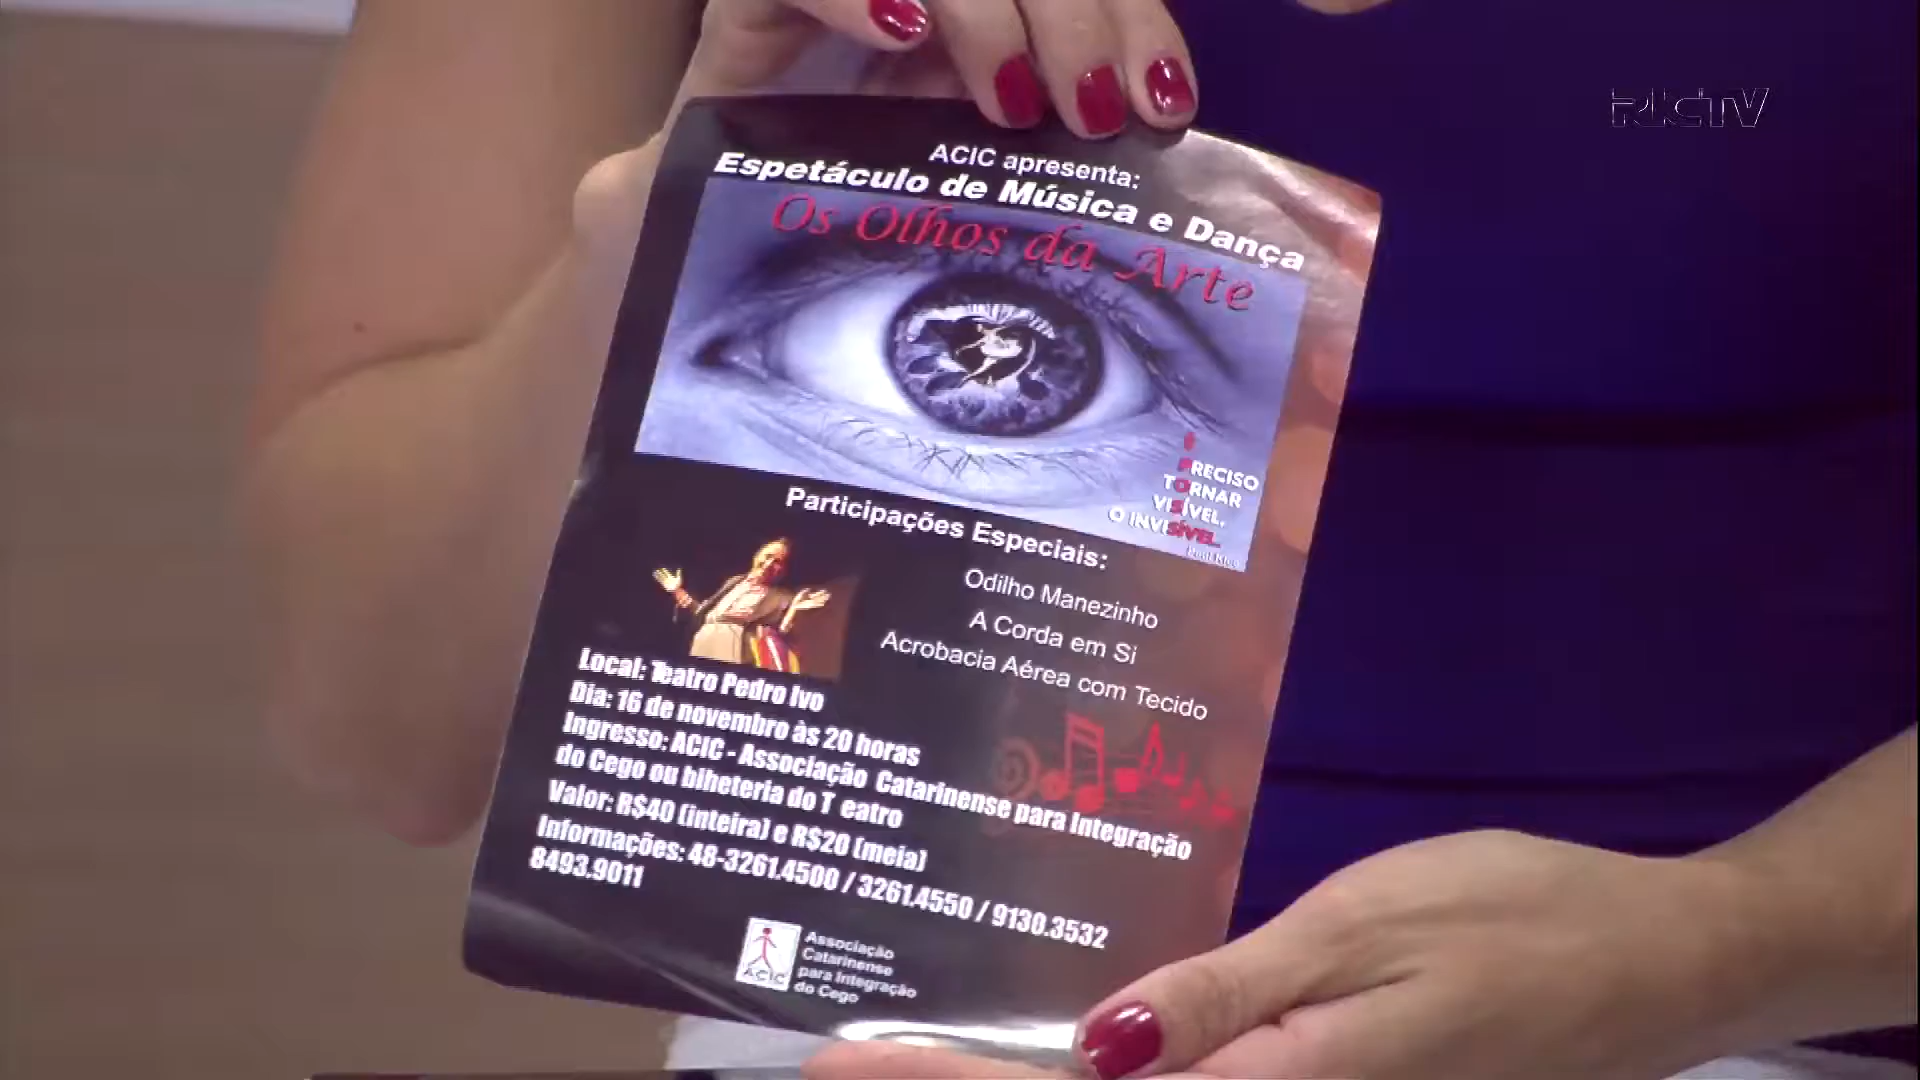 RICTV
ACIC apresenta:
Espetáculo de Música e Dança
Os Olhos da Arte
É
PRECISO
TORNAR
VISÍVEL,
O INVISÍVEL.
Paul Klee
Participações Especiais:
Odilho Manezinho
A Corda em Si
Acrobacia Aérea com Tecido
Local: Teatro Pedro Ivo
Dia: 16 de novembro às 20 horas
Ingresso: ACIC - Associação Catarinense para Integração
do Cego ou biheteria do T eatro
Valor: R$40 (inteira) e R$20 (meia)
Informações: 48-3261.4500 / 3261.4550 / 9130.3532
8493.9011
ACIC
Associação
Catarinense
para Integração
do Cego